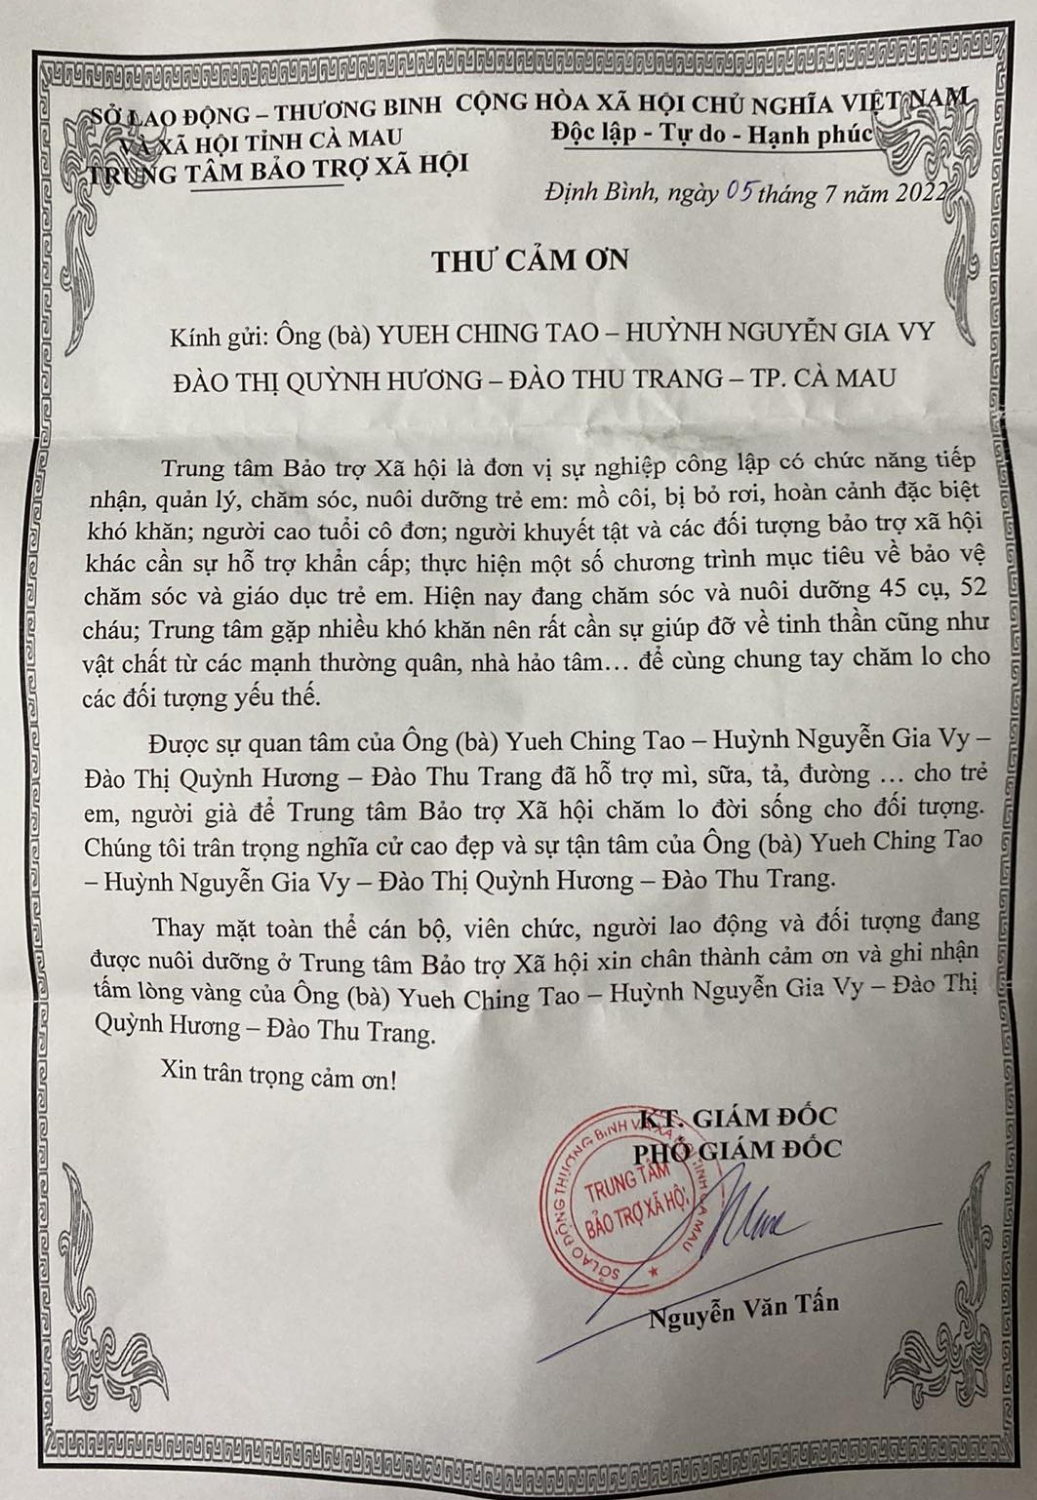 SỞ LAO ĐỘNG – THƯƠNG BINH
VÀ XÃ HỘI TỈNH CÀ MAU
TRUNG TÂM BẢO TRỢ XÃ HỘI
CỘNG HÒA XÃ HỘI CHỦ NGHĨA VIỆT NAM
Độc lập - Tự do - Hạnh phúc
Định Bình, ngày 05 tháng 7 năm 2022
THƯ CẢM ƠN
Kính gửi: Ông (bà) YUEH CHING TAO – HUỲNH NGUYỄN GIA VY
ĐÀO THỊ QUỲNH HƯƠNG – ĐÀO THU TRANG – TP. CÀ MAU
Trung tâm Bảo trợ Xã hội là đơn vị sự nghiệp công lập có chức năng tiếp
nhận, quản lý, chăm sóc, nuôi dưỡng trẻ em: mồ côi, bị bỏ rơi, hoàn cảnh đặc biệt
khó khăn; người cao tuổi cô đơn; người khuyết tật và các đối tượng bảo trợ xã hội
khác cần sự hỗ trợ khẩn cấp; thực hiện một số chương trình mục tiêu về bảo vệ
chăm sóc và giáo dục trẻ em. Hiện nay đang chăm sóc và nuôi dưỡng 45 cụ, 52
cháu; Trung tâm gặp nhiều khó khăn nên rất cần sự giúp đỡ về tinh thần cũng như
vật chất từ các mạnh thường quân, nhà hảo tâm… để cùng chung tay chăm lo cho
các đối tượng yếu thế.
Được sự quan tâm của Ông (bà) Yueh Ching Tao – Huỳnh Nguyễn Gia Vy –
Đào Thị Quỳnh Hương – Đào Thu Trang đã hỗ trợ mì, sữa, tả, đường … cho trẻ
em, người già để Trung tâm Bảo trợ Xã hội chăm lo đời sống cho đối tượng.
Chúng tôi trân trọng nghĩa cử cao đẹp và sự tận tâm của Ông (bà) Yueh Ching Tao
– Huỳnh Nguyễn Gia Vy – Đào Thị Quỳnh Hương – Đào Thu Trang.
Thay mặt toàn thể cán bộ, viên chức, người lao động và đối tượng đang
được nuôi dưỡng ở Trung tâm Bảo trợ Xã hội xin chân thành cảm ơn và ghi nhận
tấm lòng vàng của Ông (bà) Yueh Ching Tao – Huỳnh Nguyễn Gia Vy – Đào Thị
Quỳnh Hương – Đào Thu Trang.
Xin trân trọng cảm ơn!
KT. GIÁM ĐỐC
PHÓ GIÁM ĐỐC
SỞ LAO ĐỘNG THƯƠNG BINH VÀ XÃ HỘI TỈNH CÀ MAU
TRUNG TÂM
BẢO TRỢ XÃ HỘI
Nguyễn Văn Tấn